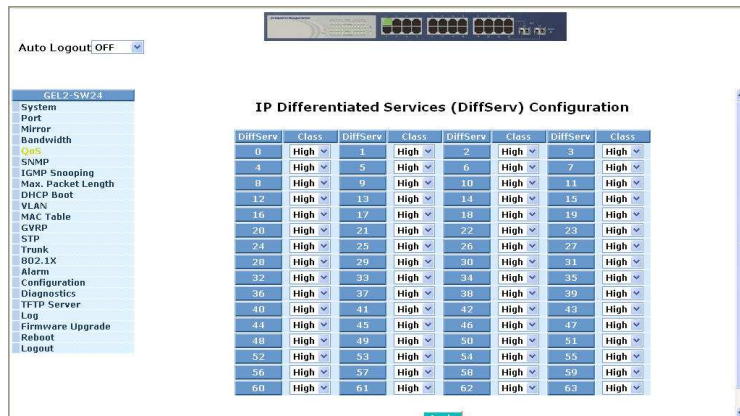 Auto Logout OFF
GEL2-SW24
System
Port
Mirror
Bandwidth
QoS
SNMP
IGMP Snooping
Max. Packet Length
DHCP Boot
VLAN
MAC Table
GVRP
STP
Trunk
802.1X
Alarm
Configuration
Diagnostics
TFTP Server
Log
Firmware Upgrade
Reboot
Logout
IP Differentiated Services (DiffServ) Configuration
DiffServ Class DiffServ Class DiffServ Class DiffServ Class
0 High 1 High 2 High 3 High
4 High 5 High 6 High 7 High
8 High 9 High 10 High 11 High
12 High 13 High 14 High 15 High
16 High 17 High 18 High 19 High
20 High 21 High 22 High 23 High
24 High 25 High 26 High 27 High
28 High 29 High 30 High 31 High
32 High 33 High 34 High 35 High
36 High 37 High 38 High 39 High
40 High 41 High 42 High 43 High
44 High 45 High 46 High 47 High
48 High 49 High 50 High 51 High
52 High 53 High 54 High 55 High
56 High 57 High 58 High 59 High
60 High 61 High 62 High 63 High